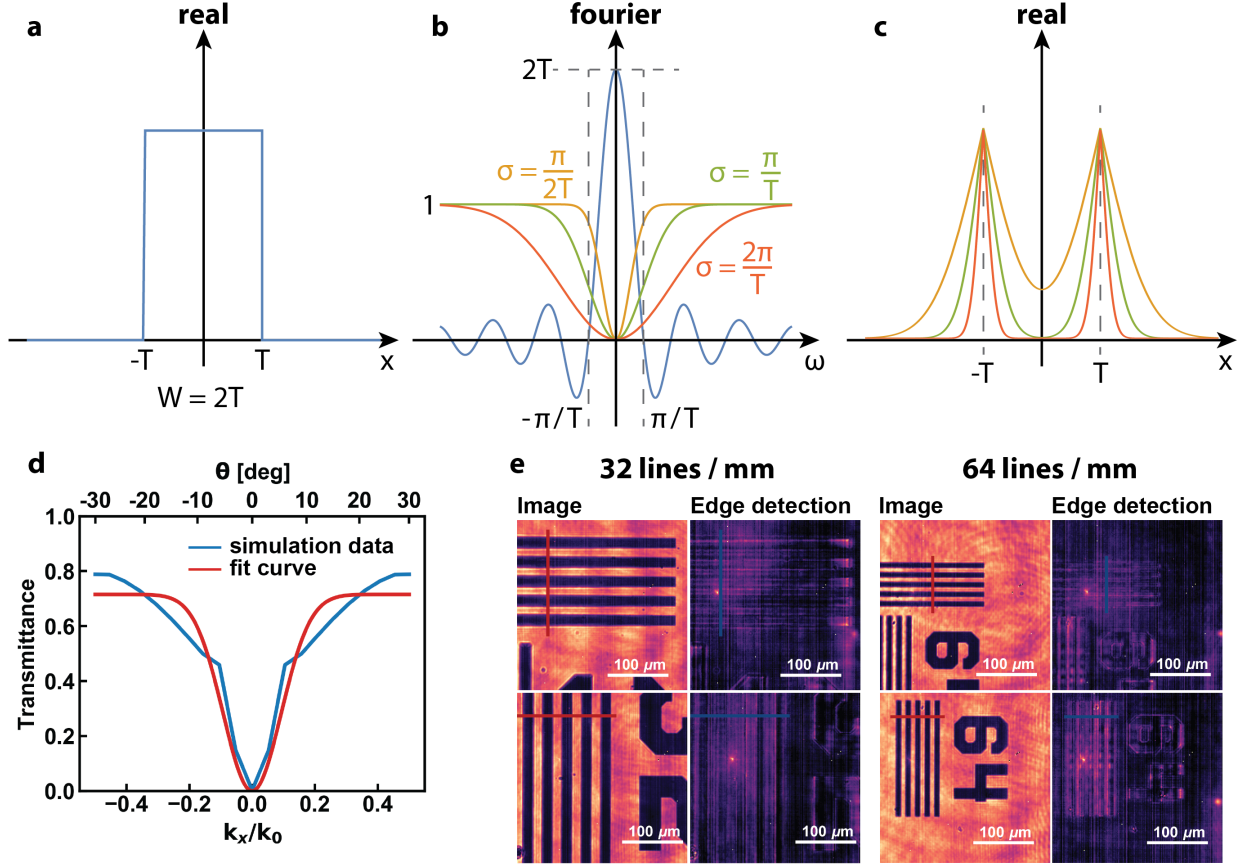 a
real
-T
T
x
W = 2T
b
fourier
2T
σ = π/2T
σ = π/T
1
σ = 2π/T
ω
-π/T
π/T
c
real
-T
T
x
d
θ [deg]
-30 -20 -10 0 10 20 30
1.0
0.8
0.6
0.4
0.2
0.0
Transmittance
simulation data
fit curve
−0.4 −0.2 0.0 0.2 0.4
kₓ/k₀
e
32 lines / mm
64 lines / mm
Image
Edge detection
Image
Edge detection
100 μm
100 μm
100 μm
100 μm
100 μm
100 μm
64
100 μm
100 μm